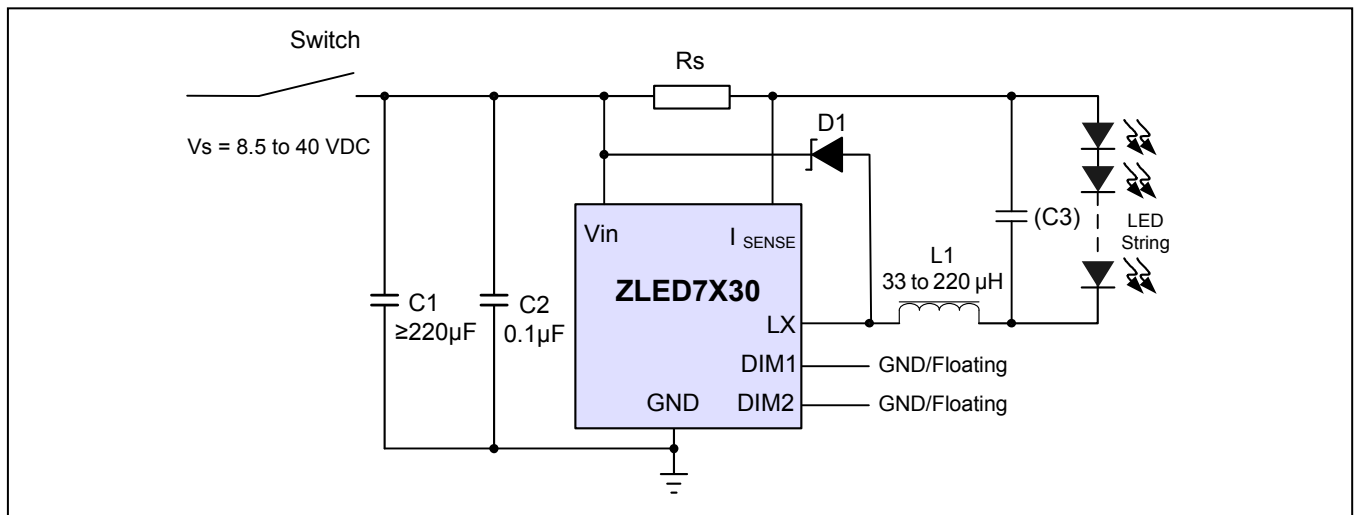 Switch
Rs
D1
Vs = 8.5 to 40 VDC
Vin
I SENSE
(C3)
LED
String
L1
33 to 220 µH
ZLED7X30
C1
≥220µF
C2
0.1µF
LX
DIM1
GND/Floating
GND
DIM2
GND/Floating